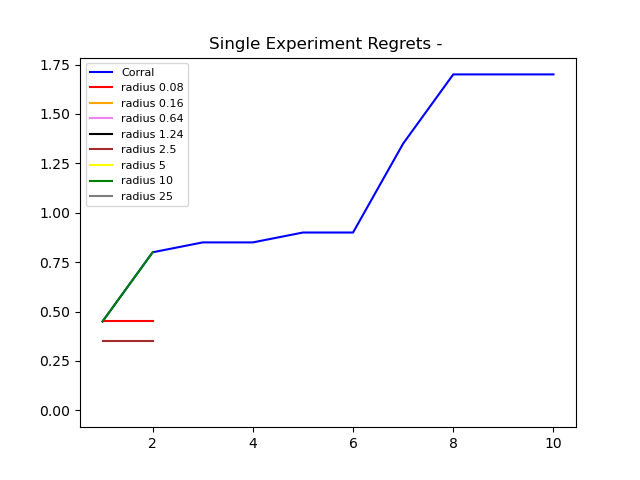 Single Experiment Regrets -
1.75
1.50
1.25
1.00
0.75
0.50
0.25
0.00
Corral
radius 0.08
radius 0.16
radius 0.64
radius 1.24
radius 2.5
radius 5
radius 10
radius 25
2 4 6 8 10